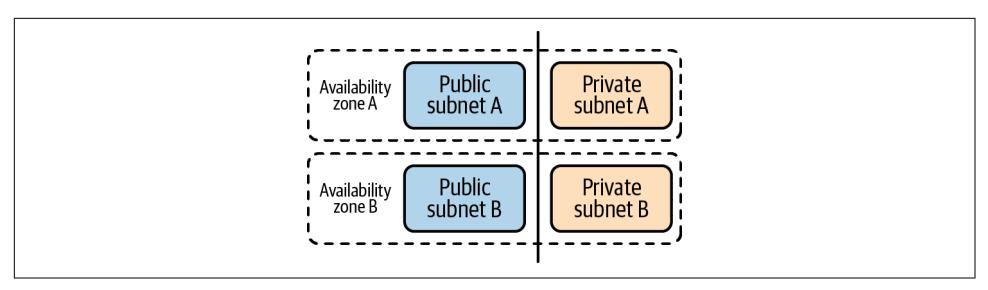 Availability
zone A
Public
subnet A
Private
subnet A
Availability
zone B
Public
subnet B
Private
subnet B